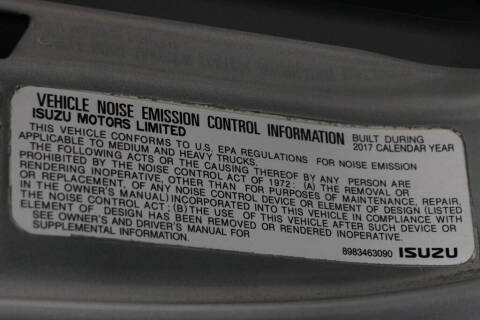 VEHICLE NOISE EMISSION CONTROL INFORMATION
ISUZU MOTORS LIMITED BUILT DURING
2017 CALENDAR YEAR
THIS VEHICLE CONFORMS TO U.S. EPA REGULATIONS FOR NOISE EMISSION
APPLICABLE TO MEDIUM AND HEAVY TRUCKS.
THE FOLLOWING ACTS OR THE CAUSING THEREOF BY ANY PERSON ARE
PROHIBITED BY THE NOISE CONTROL ACT OF 1972: (A) THE REMOVAL OR
RENDERING INOPERATIVE, OTHER THAN FOR PURPOSES OF MAINTENANCE, REPAIR,
OR REPLACEMENT, OF ANY NOISE CONTROL DEVICE OR ELEMENT OF DESIGN (LISTED
IN THE OWNER'S MANUAL) INCORPORATED INTO THIS VEHICLE IN COMPLIANCE WITH
THE NOISE CONTROL ACT; (B) THE USE OF THIS VEHICLE AFTER SUCH DEVICE OR
ELEMENT OF DESIGN HAS BEEN REMOVED OR RENDERED INOPERATIVE.
SEE OWNER'S AND DRIVER'S MANUAL FOR
SUPPLEMENTAL INFORMATION.
8983463090 ISUZU